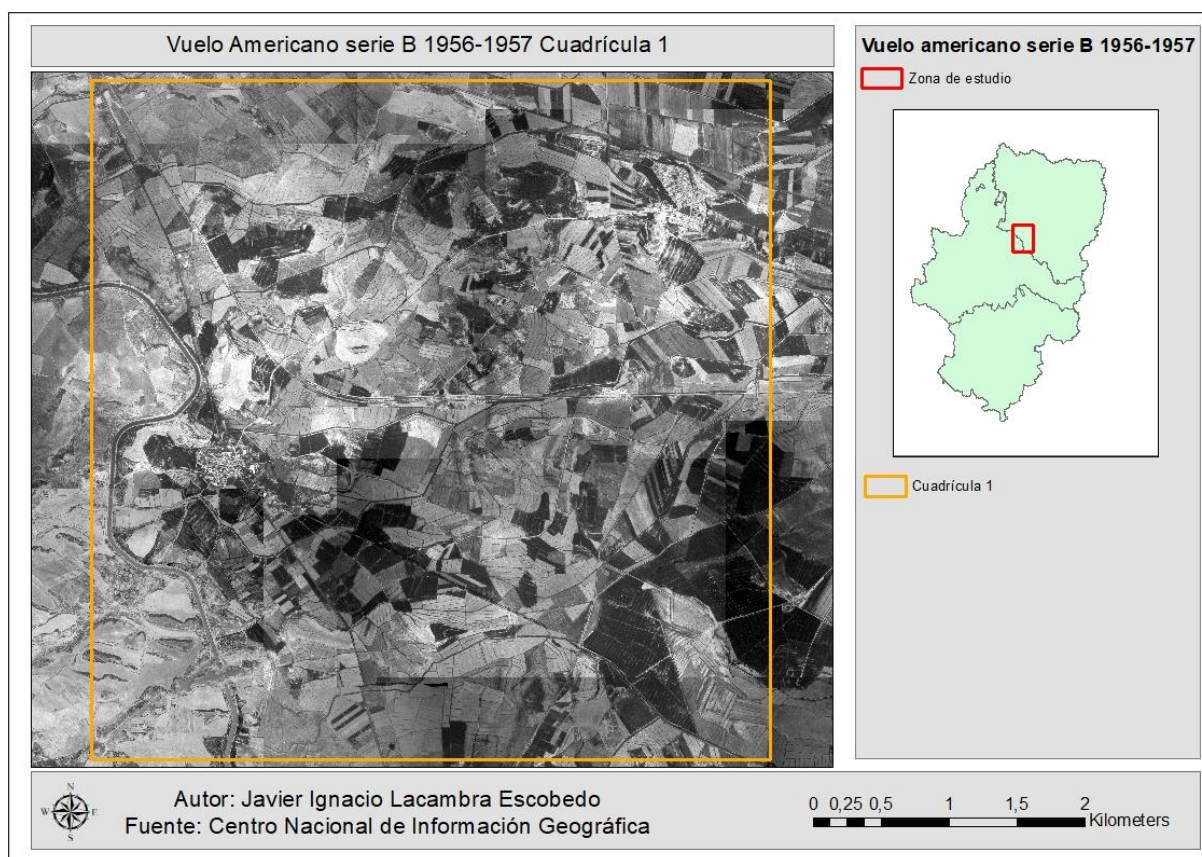 Vuelo Americano serie B 1956-1957 Cuadrícula 1
Vuelo americano serie B 1956-1957
Zona de estudio
Cuadrícula 1
N
W E
S
Autor: Javier Ignacio Lacambra Escobedo
Fuente: Centro Nacional de Información Geográfica
0 0,25 0,5 1 1,5 2
Kilometers